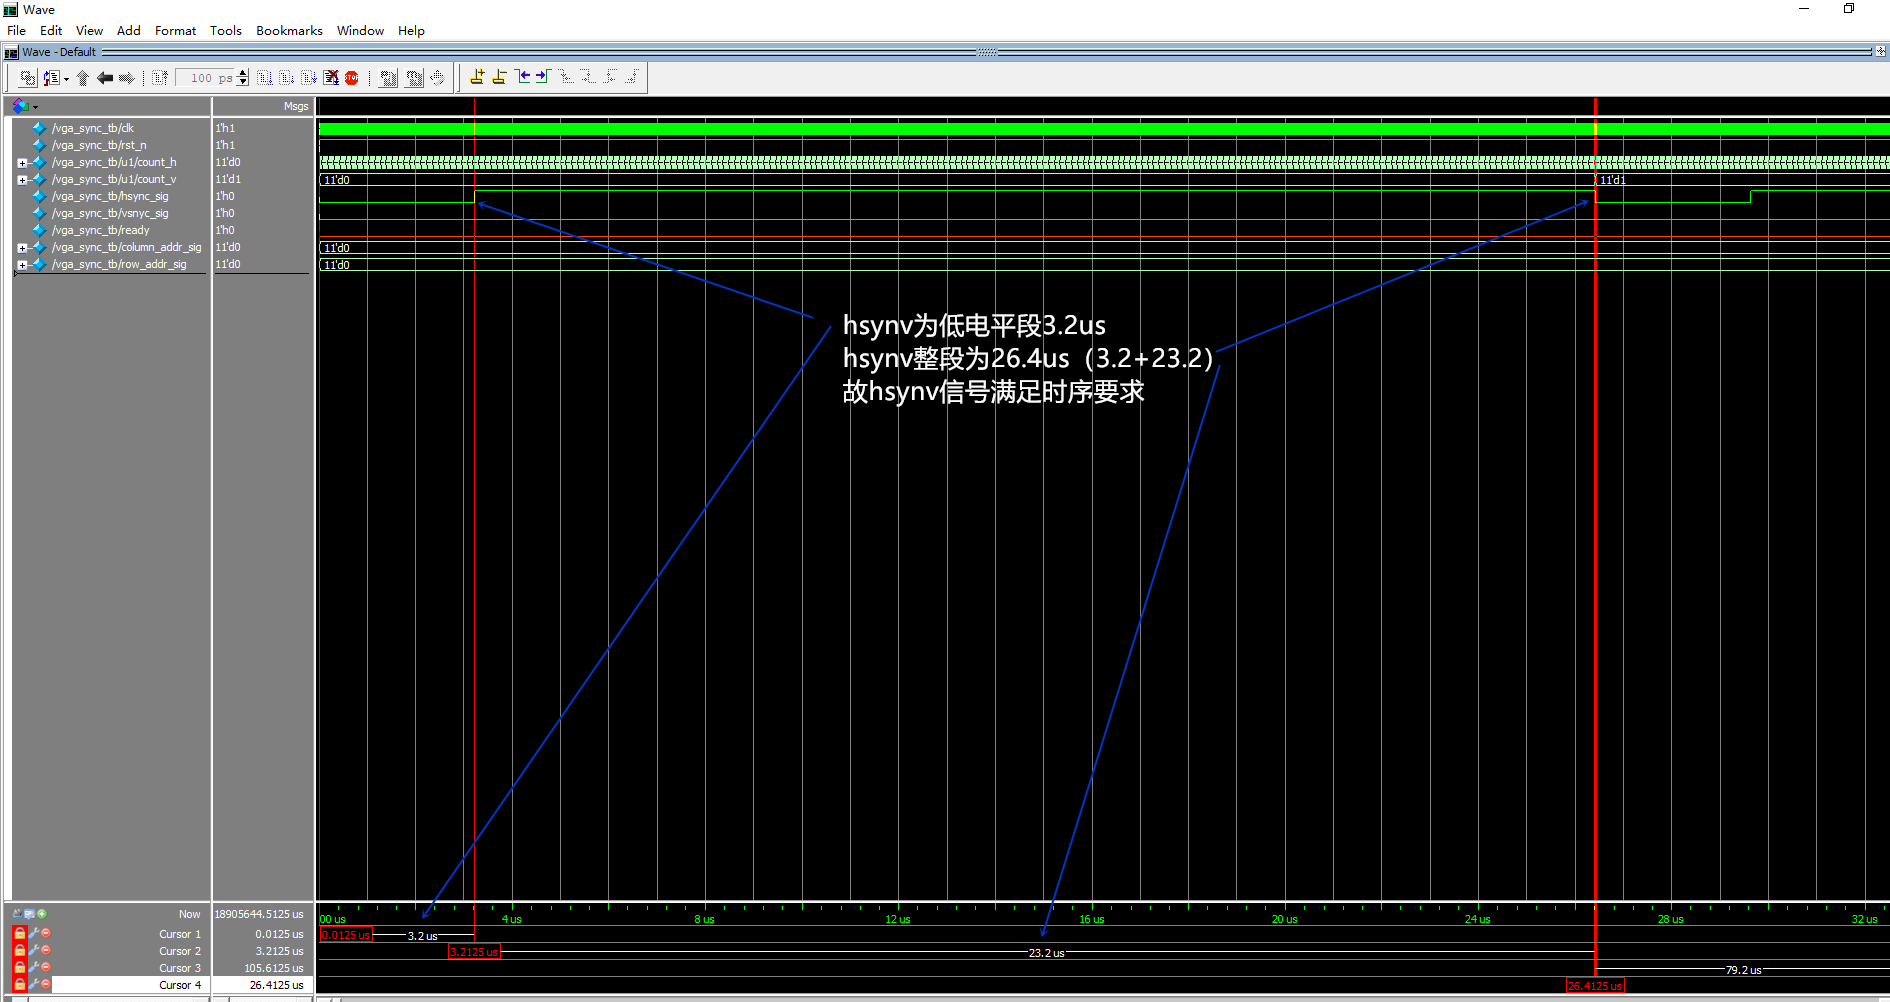 Wave
File Edit View Add Format Tools Bookmarks Window Help
Wave - Default
100 ps
STOP
Msgs
/vga_sync_tb/clk 1'h1
/vga_sync_tb/rst_n 1'h1
/vga_sync_tb/u1/count_h 11'd0
/vga_sync_tb/u1/count_v 11'd1 11'd0 11'd1
/vga_sync_tb/hsync_sig 1'h0
/vga_sync_tb/vsnyc_sig 1'h0
/vga_sync_tb/ready 1'h0
/vga_sync_tb/column_addr_sig 11'd0 11'd0
/vga_sync_tb/row_addr_sig 11'd0 11'd0
hsynv为低电平段3.2us
hsynv整段为26.4us（3.2+23.2）
故hsynv信号满足时序要求
Now 18905644.5125 us 00 us 4 us 8 us 12 us 16 us 20 us 24 us 28 us 32 us
Cursor 1 0.0125 us 0.0125 us 3.2 us
Cursor 2 3.2125 us 3.2125 us 23.2 us
Cursor 3 105.6125 us 79.2 us
Cursor 4 26.4125 us 26.4125 us